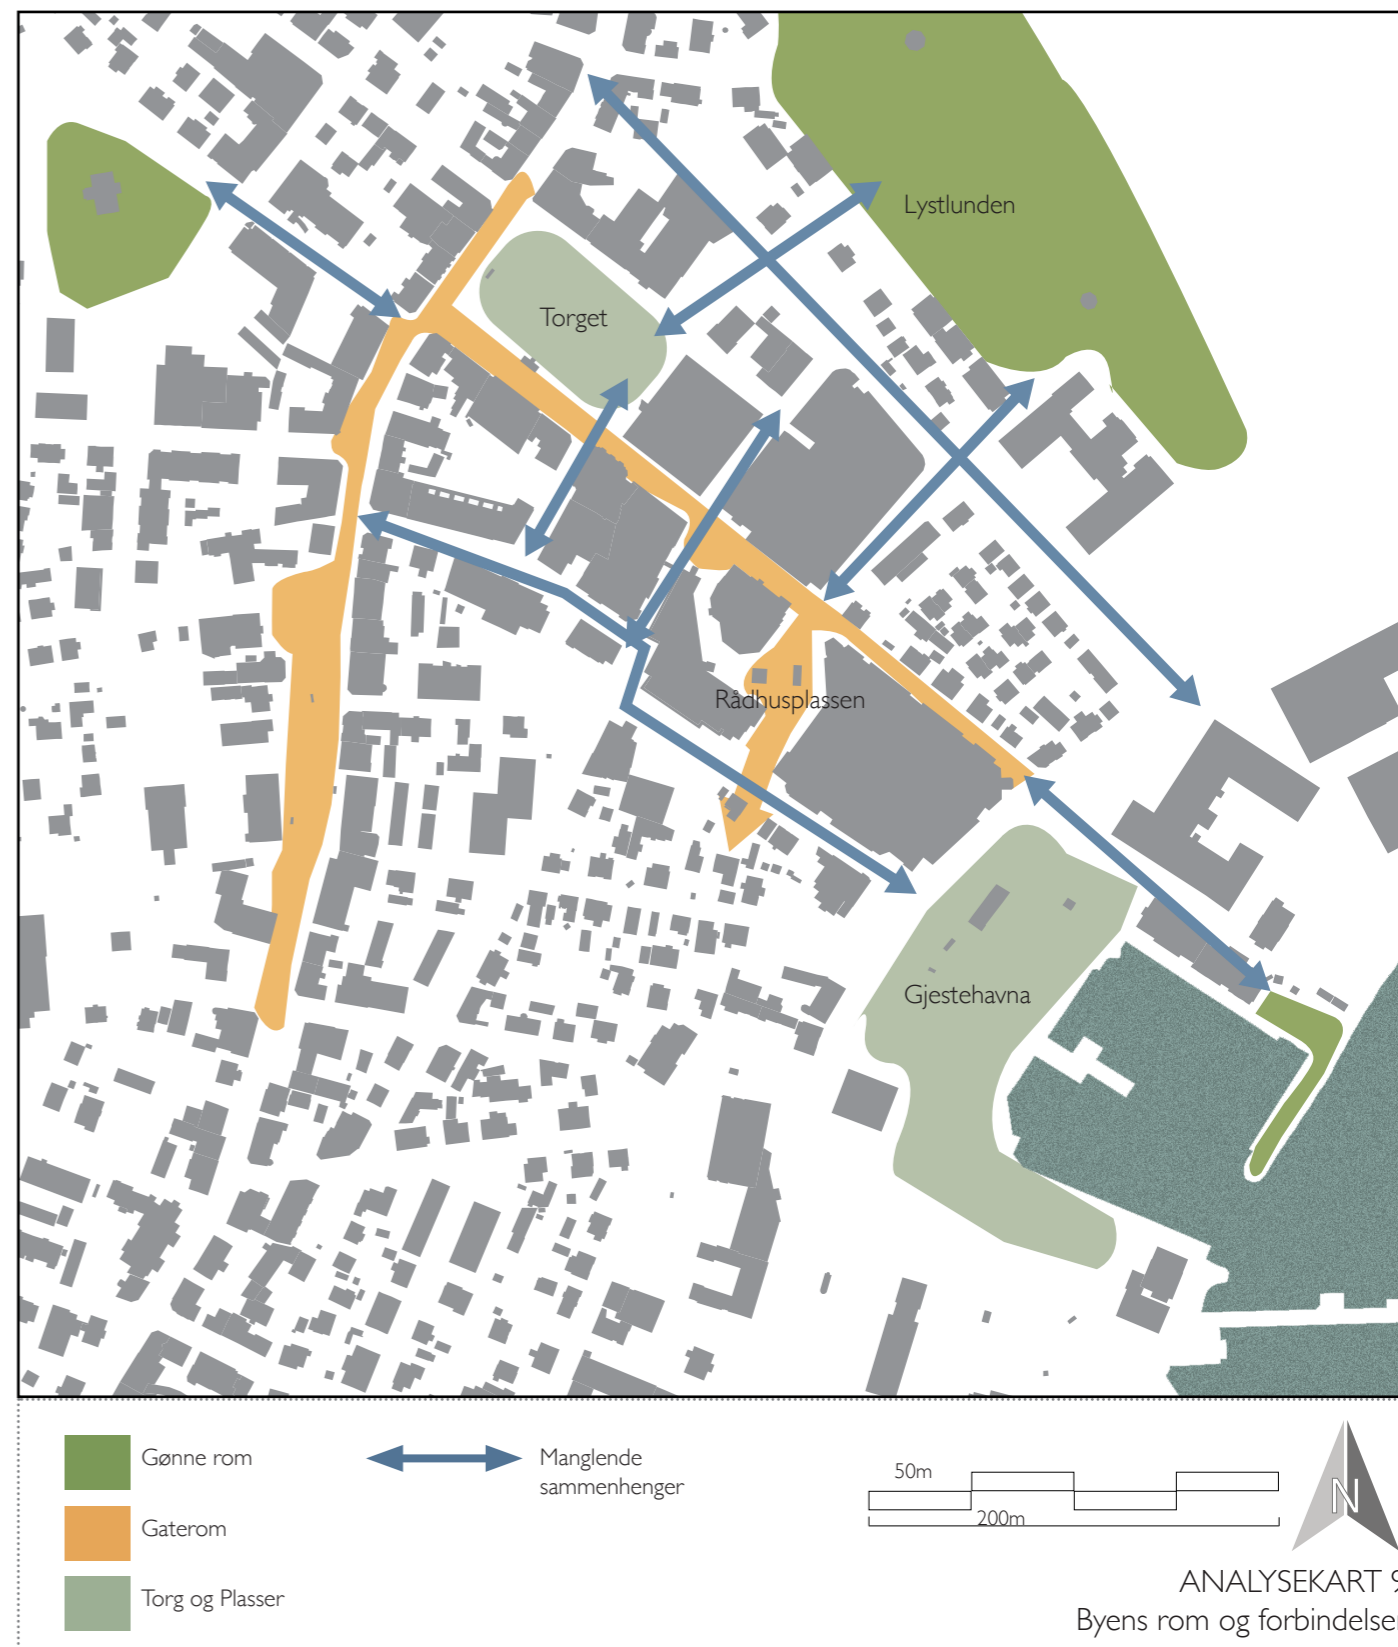 Lystlunden
Torget
Rådhusplassen
Gjestehavna
Gønne rom
Manglende
sammenhenger
Gaterom
Torg og Plasser
50m
200m
N
ANALYSEKART 9
Byens rom og forbindelser